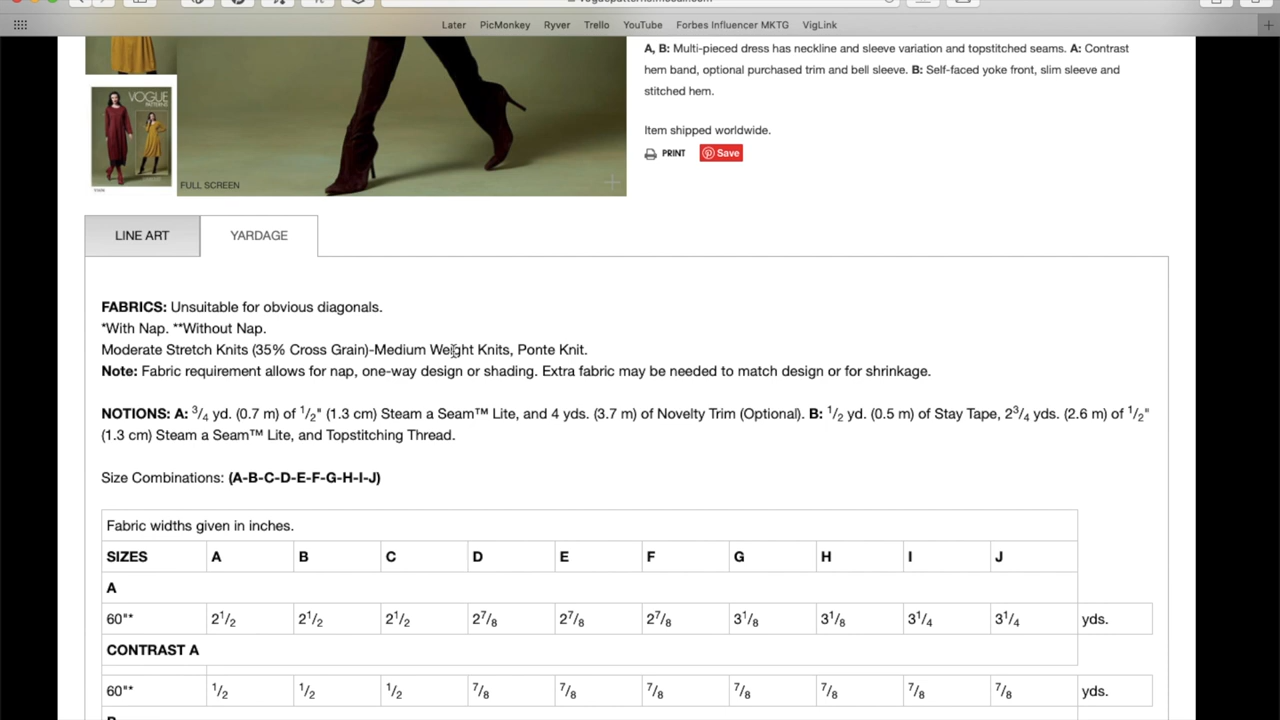 Later PicMonkey Ryver Trello YouTube Forbes Influencer MKTG VigLink
A, B: Multi-pieced dress has neckline and sleeve variation and topstitched seams. A: Contrast
hem band, optional purchased trim and bell sleeve. B: Self-faced yoke front, slim sleeve and
stitched hem.
Item shipped worldwide.
PRINT Save
VOGUE
PATTERNS
FULL SCREEN
LINE ART YARDAGE
FABRICS: Unsuitable for obvious diagonals.
*With Nap. **Without Nap.
Moderate Stretch Knits (35% Cross Grain)-Medium Weight Knits, Ponte Knit.
Note: Fabric requirement allows for nap, one-way design or shading. Extra fabric may be needed to match design or for shrinkage.
NOTIONS: A: 3/4 yd. (0.7 m) of 1/2" (1.3 cm) Steam a Seam™ Lite, and 4 yds. (3.7 m) of Novelty Trim (Optional). B: 1/2 yd. (0.5 m) of Stay Tape, 2 3/4 yds. (2.6 m) of 1/2"
(1.3 cm) Steam a Seam™ Lite, and Topstitching Thread.
Size Combinations: (A-B-C-D-E-F-G-H-I-J)
Fabric widths given in inches.
SIZES A B C D E F G H I J
A
60"* 2 1/2 2 1/2 2 1/2 2 7/8 2 7/8 2 7/8 3 1/8 3 1/8 3 1/4 3 1/4 yds.
CONTRAST A
60"* 1/2 1/2 1/2 7/8 7/8 7/8 7/8 7/8 7/8 7/8 yds.